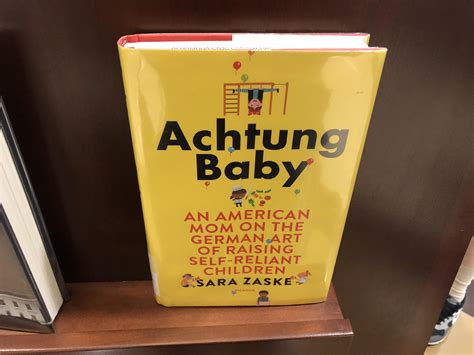 Achtung
Baby
AN AMERICAN
MOM ON THE
GERMAN ART
OF RAISING
SELF-RELIANT
CHILDREN
SARA ZASKE